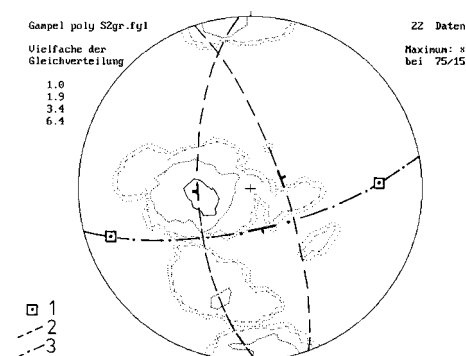 Gampel poly S2gr.fyl
22 Daten
Vielfache der
Gleichverteilung
Maximum: *
bei 75/15
1.0
1.9
3.4
6.4
1
2
3